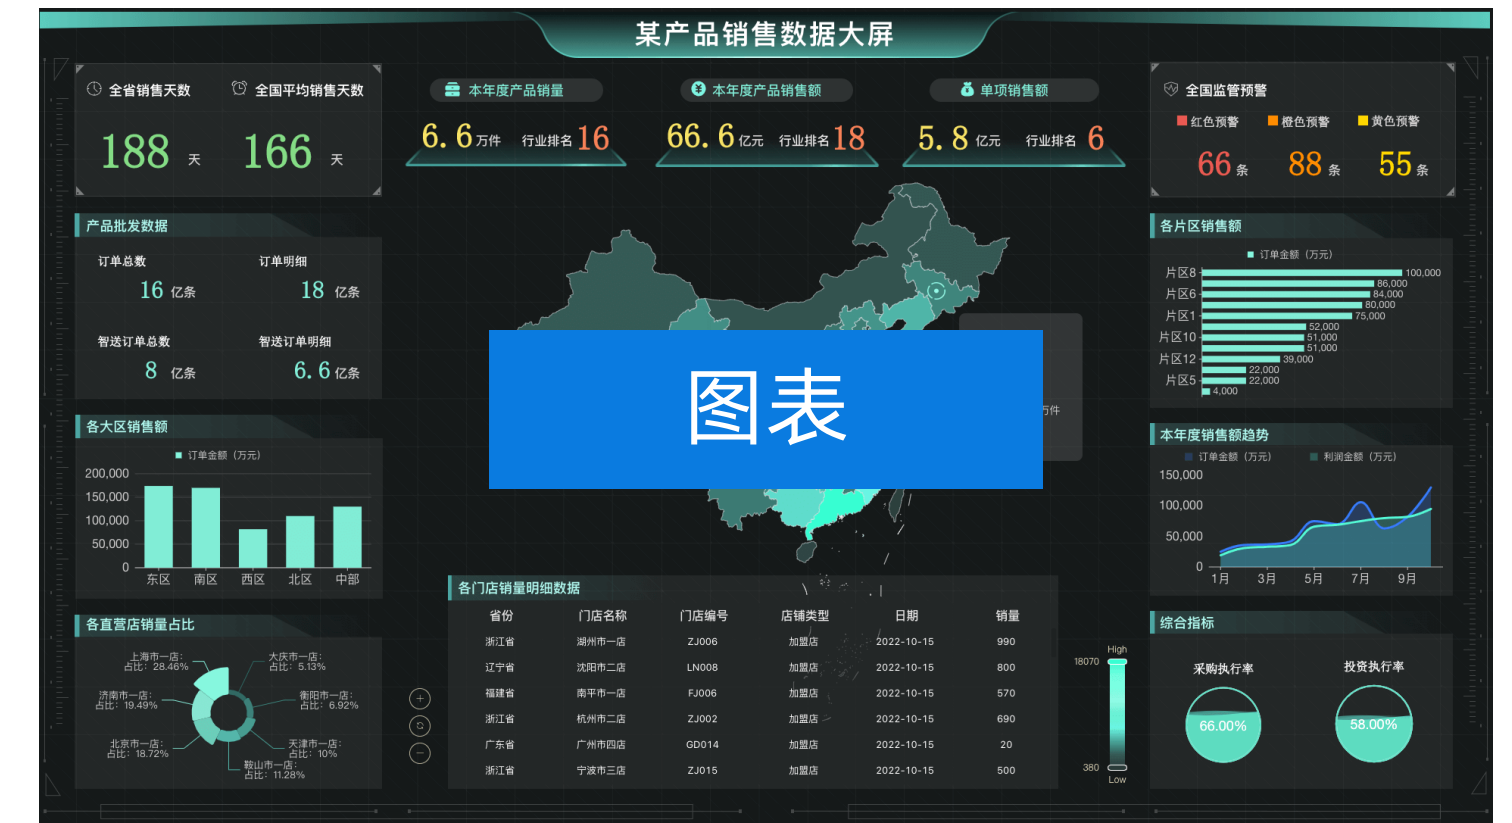 某产品销售数据大屏
全省销售天数
全国平均销售天数
188 天
166 天
本年度产品销量
6.6 万件 行业排名 16
本年度产品销售额
66.6 亿元 行业排名 18
单项销售额
5.8 亿元 行业排名 6
全国监管预警
红色预警 橙色预警 黄色预警
66 条 88 条 55 条
产品批发数据
订单总数 订单明细
16 亿条 18 亿条
智送订单总数 智送订单明细
8 亿条 6.6 亿条
各大区销售额
订单金额（万元）
200,000
150,000
100,000
50,000
0
东区 南区 西区 北区 中部
各直营店销量占比
上海市一店：
占比：28.46%
大庆市一店：
占比：5.13%
济南市一店：
占比：19.49%
衡阳市一店：
占比：6.92%
北京市一店：
占比：18.72%
天津市一店：
占比：10%
鞍山市一店：
占比：11.28%
图表
万件
各门店销量明细数据
省份 门店名称 门店编号 店铺类型 日期 销量
浙江省 湖州市一店 ZJ006 加盟店 2022-10-15 990
辽宁省 沈阳市二店 LN008 加盟店 2022-10-15 800
福建省 南平市一店 FJ006 加盟店 2022-10-15 570
浙江省 杭州市二店 ZJ002 加盟店 2022-10-15 690
广东省 广州市四店 GD014 加盟店 2022-10-15 20
浙江省 宁波市三店 ZJ015 加盟店 2022-10-15 500
High
18070
380
Low
各片区销售额
订单金额（万元）
片区8 100,000
86,000
片区6 84,000
80,000
片区1 75,000
52,000
片区10 51,000
51,000
片区12 39,000
22,000
片区5 22,000
4,000
本年度销售额趋势
订单金额（万元） 利润金额（万元）
150,000
100,000
50,000
0
1月 3月 5月 7月 9月
综合指标
采购执行率 投资执行率
66.00% 58.00%